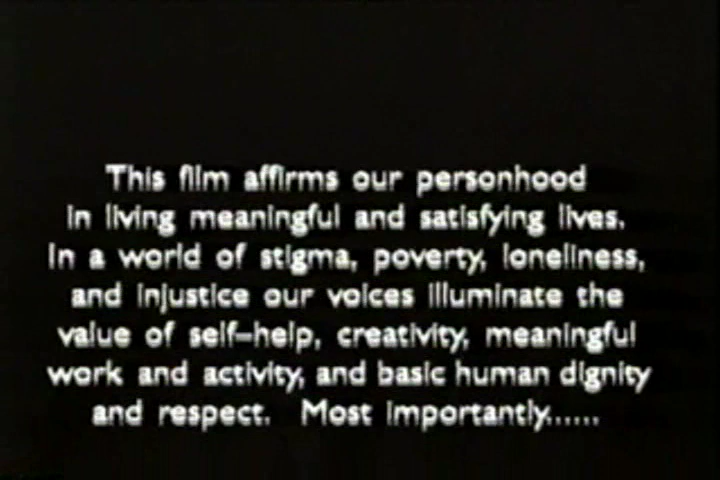 This film affirms our personhood
in living meaningful and satisfying lives.
In a world of stigma, poverty, loneliness,
and injustice our voices illuminate the
value of self-help, creativity, meaningful
work and activity, and basic human dignity
and respect. Most importantly......